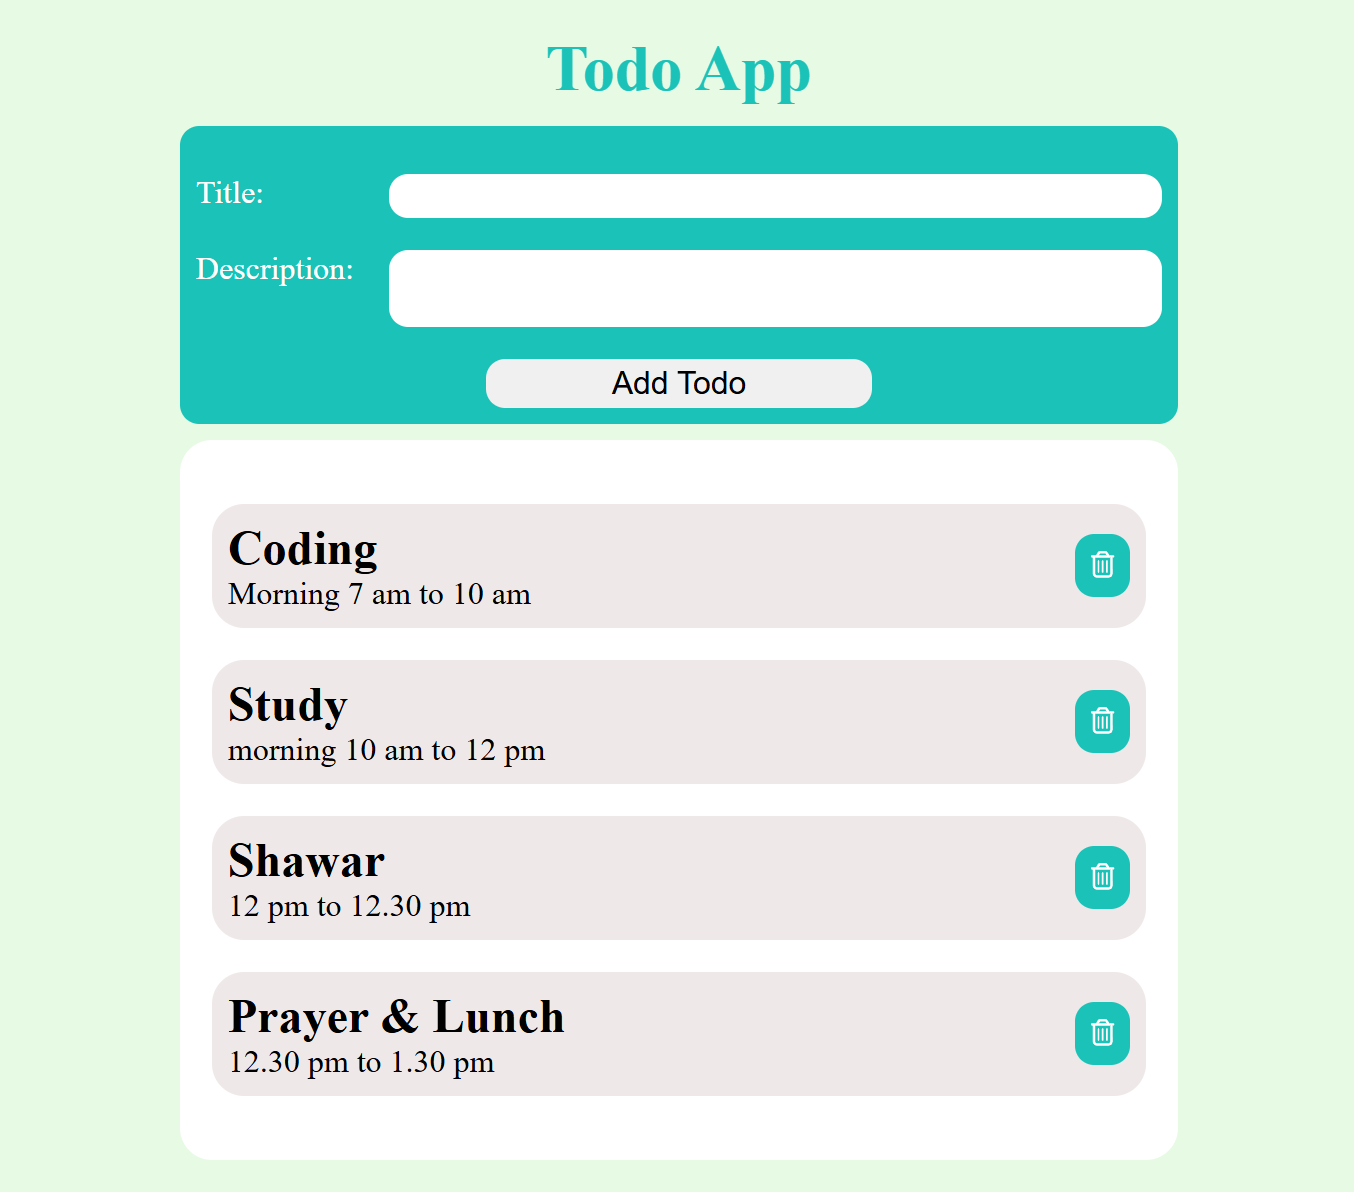 Todo App
Title:
Description:
Add Todo
Coding
Morning 7 am to 10 am
Study
morning 10 am to 12 pm
Shawar
12 pm to 12.30 pm
Prayer & Lunch
12.30 pm to 1.30 pm